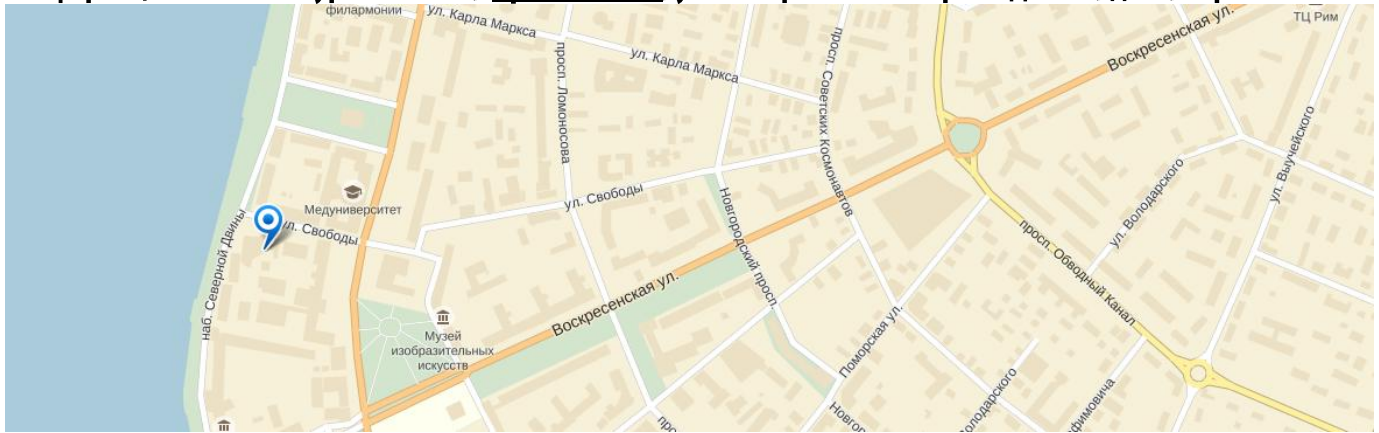 филармонии
ул. Карла Маркса
ТЦ Рим
Воскресенская ул.
ул. Карла Маркса
просп. Ломоносова
просп. Советских Космонавтов
ул. Выучейского
ул. Володарского
Медуниверситет
ул. Свободы
ул. Свободы
Новгородский просп.
наб. Северной Двины
просп. Обводный Канал
Воскресенская ул.
Музей
изобразительных
искусств
Поморская ул.